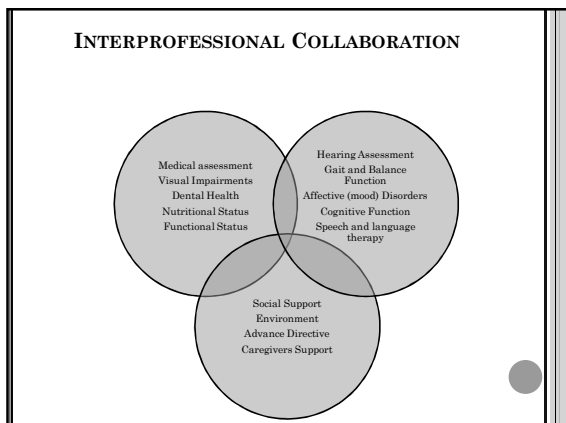 INTERPROFESSIONAL COLLABORATION
Medical assessment
Visual Impairments
Dental Health
Nutritional Status
Functional Status
Hearing Assessment
Gait and Balance
Function
Affective (mood) Disorders
Cognitive Function
Speech and language
therapy
Social Support
Environment
Advance Directive
Caregivers Support